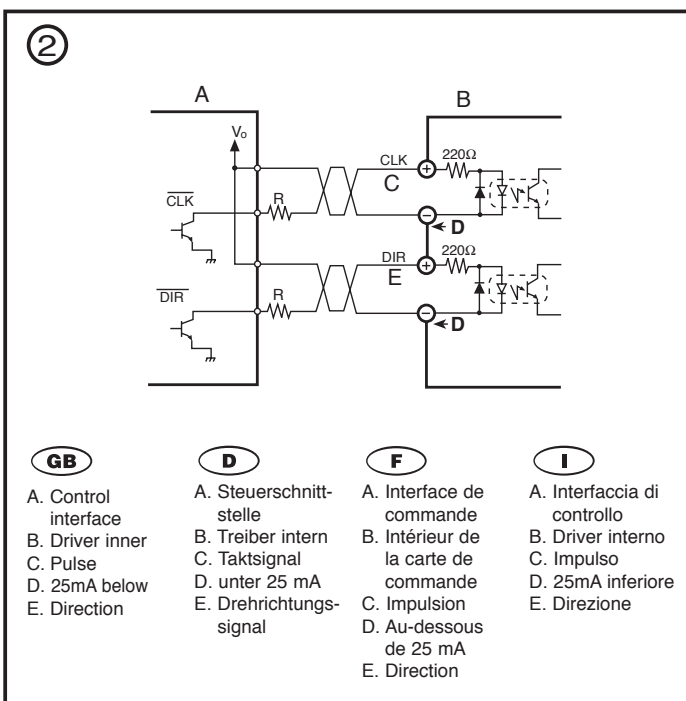 2
A
B
Vo
CLK
220Ω
C
CLK
R
D
DIR
220Ω
E
DIR
R
D
GB
A. Control
interface
B. Driver inner
C. Pulse
D. 25mA below
E. Direction
D
A. Steuerschnitt-
stelle
B. Treiber intern
C. Taktsignal
D. unter 25 mA
E. Drehrichtungs-
signal
F
A. Interface de
commande
B. Intérieur de
la carte de
commande
C. Impulsion
D. Au-dessous
de 25 mA
E. Direction
I
A. Interfaccia di
controllo
B. Driver interno
C. Impulso
D. 25mA inferiore
E. Direzione